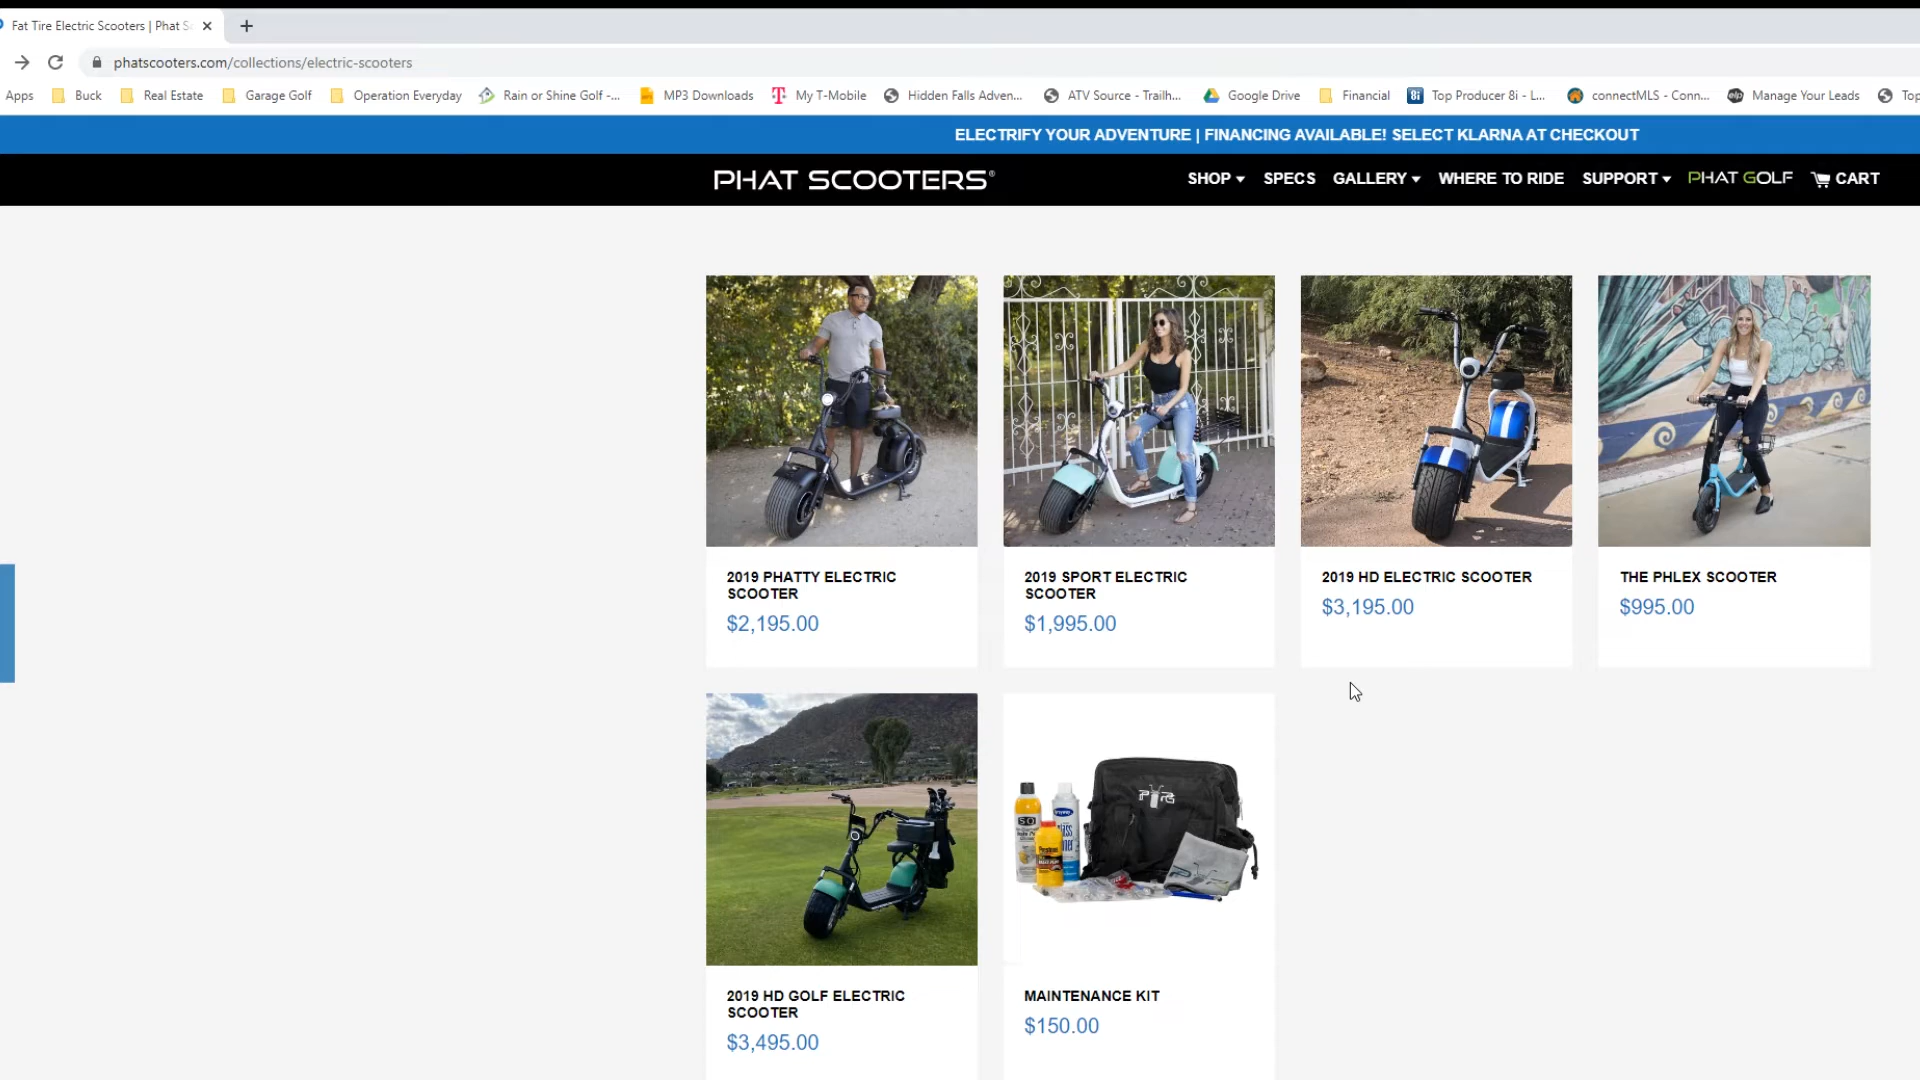 Fat Tire Electric Scooters | Phat Sc
phatscooters.com/collections/electric-scooters
Apps Buck Real Estate Garage Golf Operation Everyday Rain or Shine Golf -... MP3 Downloads My T-Mobile Hidden Falls Adven... ATV Source - Trailh... Google Drive Financial 8i Top Producer 8i - L... connectMLS - Conn... elp Manage Your Leads Top
ELECTRIFY YOUR ADVENTURE | FINANCING AVAILABLE! SELECT KLARNA AT CHECKOUT
PHAT SCOOTERS® SHOP SPECS GALLERY WHERE TO RIDE SUPPORT PHAT GOLF CART
2019 PHATTY ELECTRIC
SCOOTER
$2,195.00
2019 SPORT ELECTRIC
SCOOTER
$1,995.00
2019 HD ELECTRIC SCOOTER
$3,195.00
THE PHLEX SCOOTER
$995.00
2019 HD GOLF ELECTRIC
SCOOTER
$3,495.00
MAINTENANCE KIT
$150.00